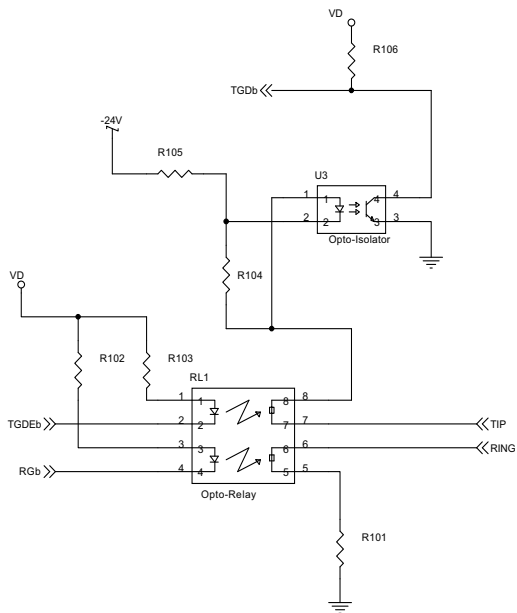 VD
R106
TGDb
-24V
R105
U3
1 1 4 4
2 2 3 3
Opto-Isolator
R104
VD
R102 R103
RL1
1 1 8 8
TGDEb 2 2 7 7 TIP
3 3 6 6 RING
RGb 4 4 5 5
Opto-Relay
R101